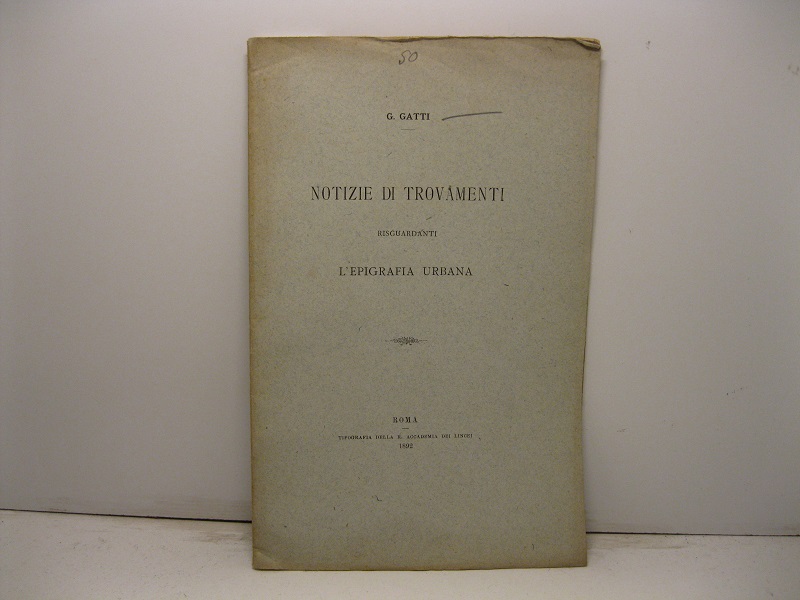 50
G. GATTI
NOTIZIE DI TROVAMENTI
RISGUARDANTI
L'EPIGRAFIA URBANA
ROMA
TIPOGRAFIA DELLA R. ACCADEMIA DEI LINCEI
1892